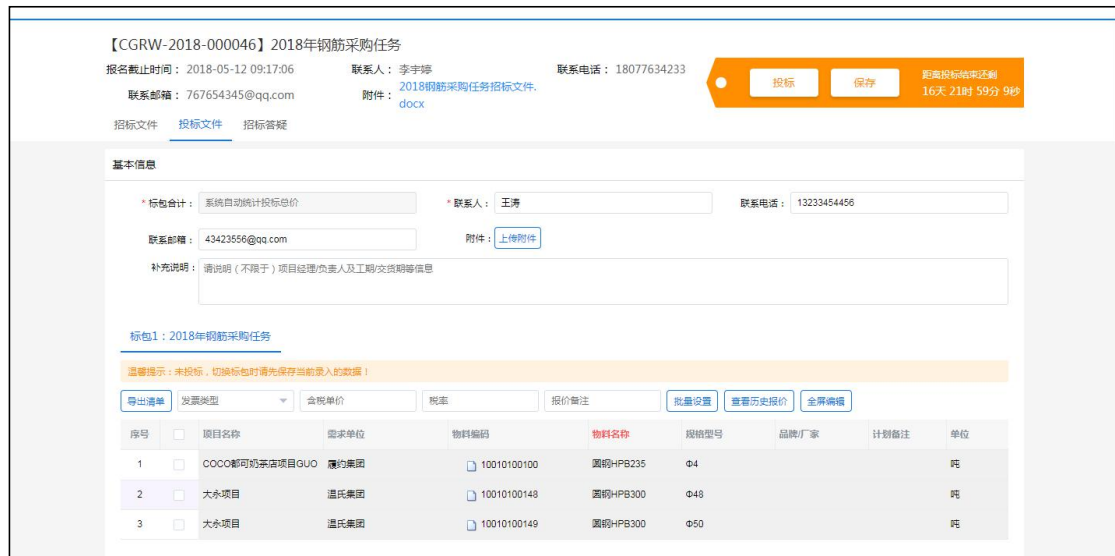 【CGRW-2018-000046】2018年钢筋采购任务
报名截止时间： 2018-05-12 09:17:06 联系人： 李宇婷 联系电话： 18077634233
联系邮箱： 767654345@qq.com 附件： 2018钢筋采购任务招标文件.
docx
投标 保存 距离投标结束还剩
16天 21时 59分 9秒
招标文件 投标文件 招标答疑
基本信息
* 标包合计： 系统自动统计投标总价 * 联系人： 王涛 联系电话： 13233454456
联系邮箱： 43423556@qq.com 附件： 上传附件
补充说明： 请说明（不限于）项目经理/负责人及工期/交货期等信息
标包1：2018年钢筋采购任务
温馨提示：未投标，切换标包时请先保存当前录入的数据！
导出清单 发票类型 含税单价 税率 报价备注 批量设置 查看历史报价 全屏编辑
序号 项目名称 需求单位 物料编码 物料名称 规格型号 品牌/厂家 计划备注 单位
1 COCO都可奶茶店项目GUO 履约集团 10010100100 圆钢HPB235 Φ4 吨
2 大永项目 温氏集团 10010100148 圆钢HPB300 Φ48 吨
3 大永项目 温氏集团 10010100149 圆钢HPB300 Φ50 吨